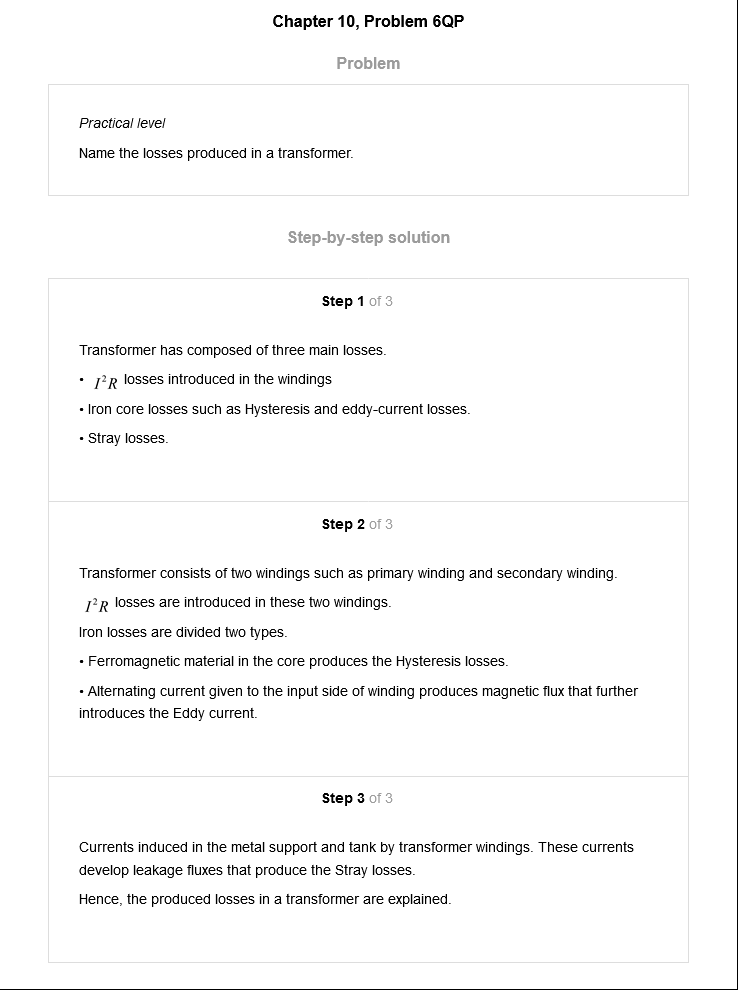 Chapter 10, Problem 6QP
Problem
Practical level
Name the losses produced in a transformer.
Step-by-step solution
Step 1 of 3
Transformer has composed of three main losses.
• I²R losses introduced in the windings
• Iron core losses such as Hysteresis and eddy-current losses.
• Stray losses.
Step 2 of 3
Transformer consists of two windings such as primary winding and secondary winding.
I²R losses are introduced in these two windings.
Iron losses are divided two types.
• Ferromagnetic material in the core produces the Hysteresis losses.
• Alternating current given to the input side of winding produces magnetic flux that further
introduces the Eddy current.
Step 3 of 3
Currents induced in the metal support and tank by transformer windings. These currents
develop leakage fluxes that produce the Stray losses.
Hence, the produced losses in a transformer are explained.